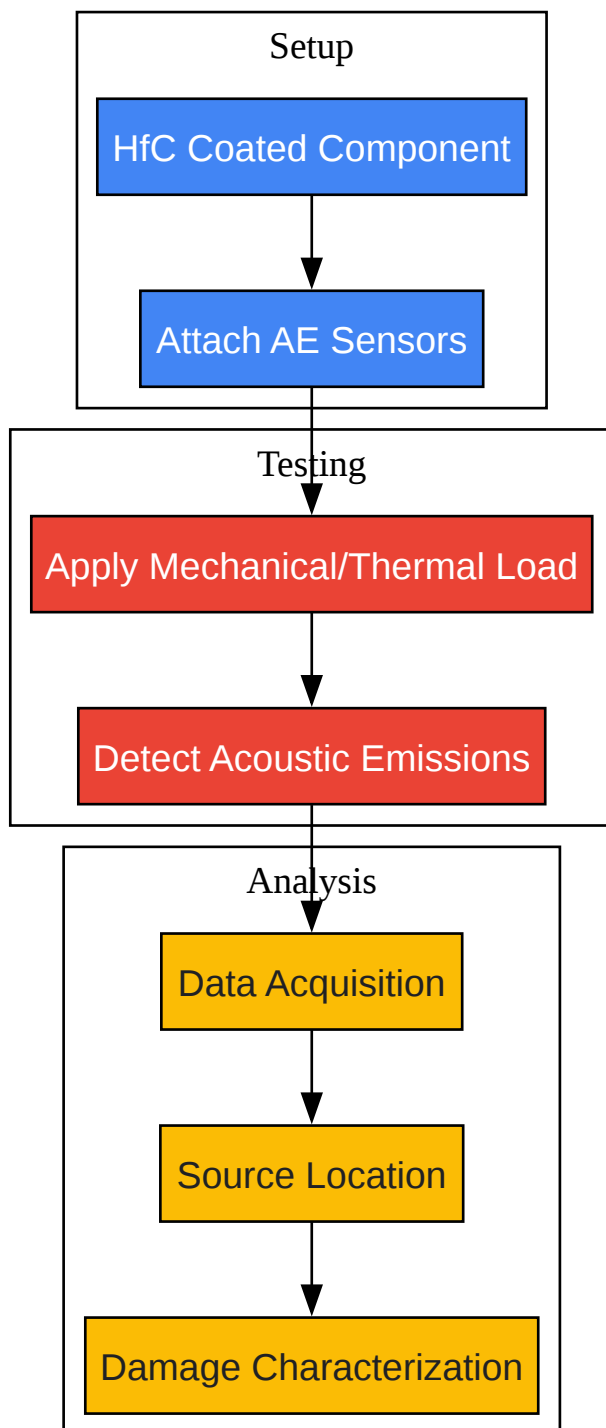 Setup
HfC Coated Component
Attach AE Sensors
Testing
Apply Mechanical/Thermal Load
Detect Acoustic Emissions
Analysis
Data Acquisition
Source Location
Damage Characterization